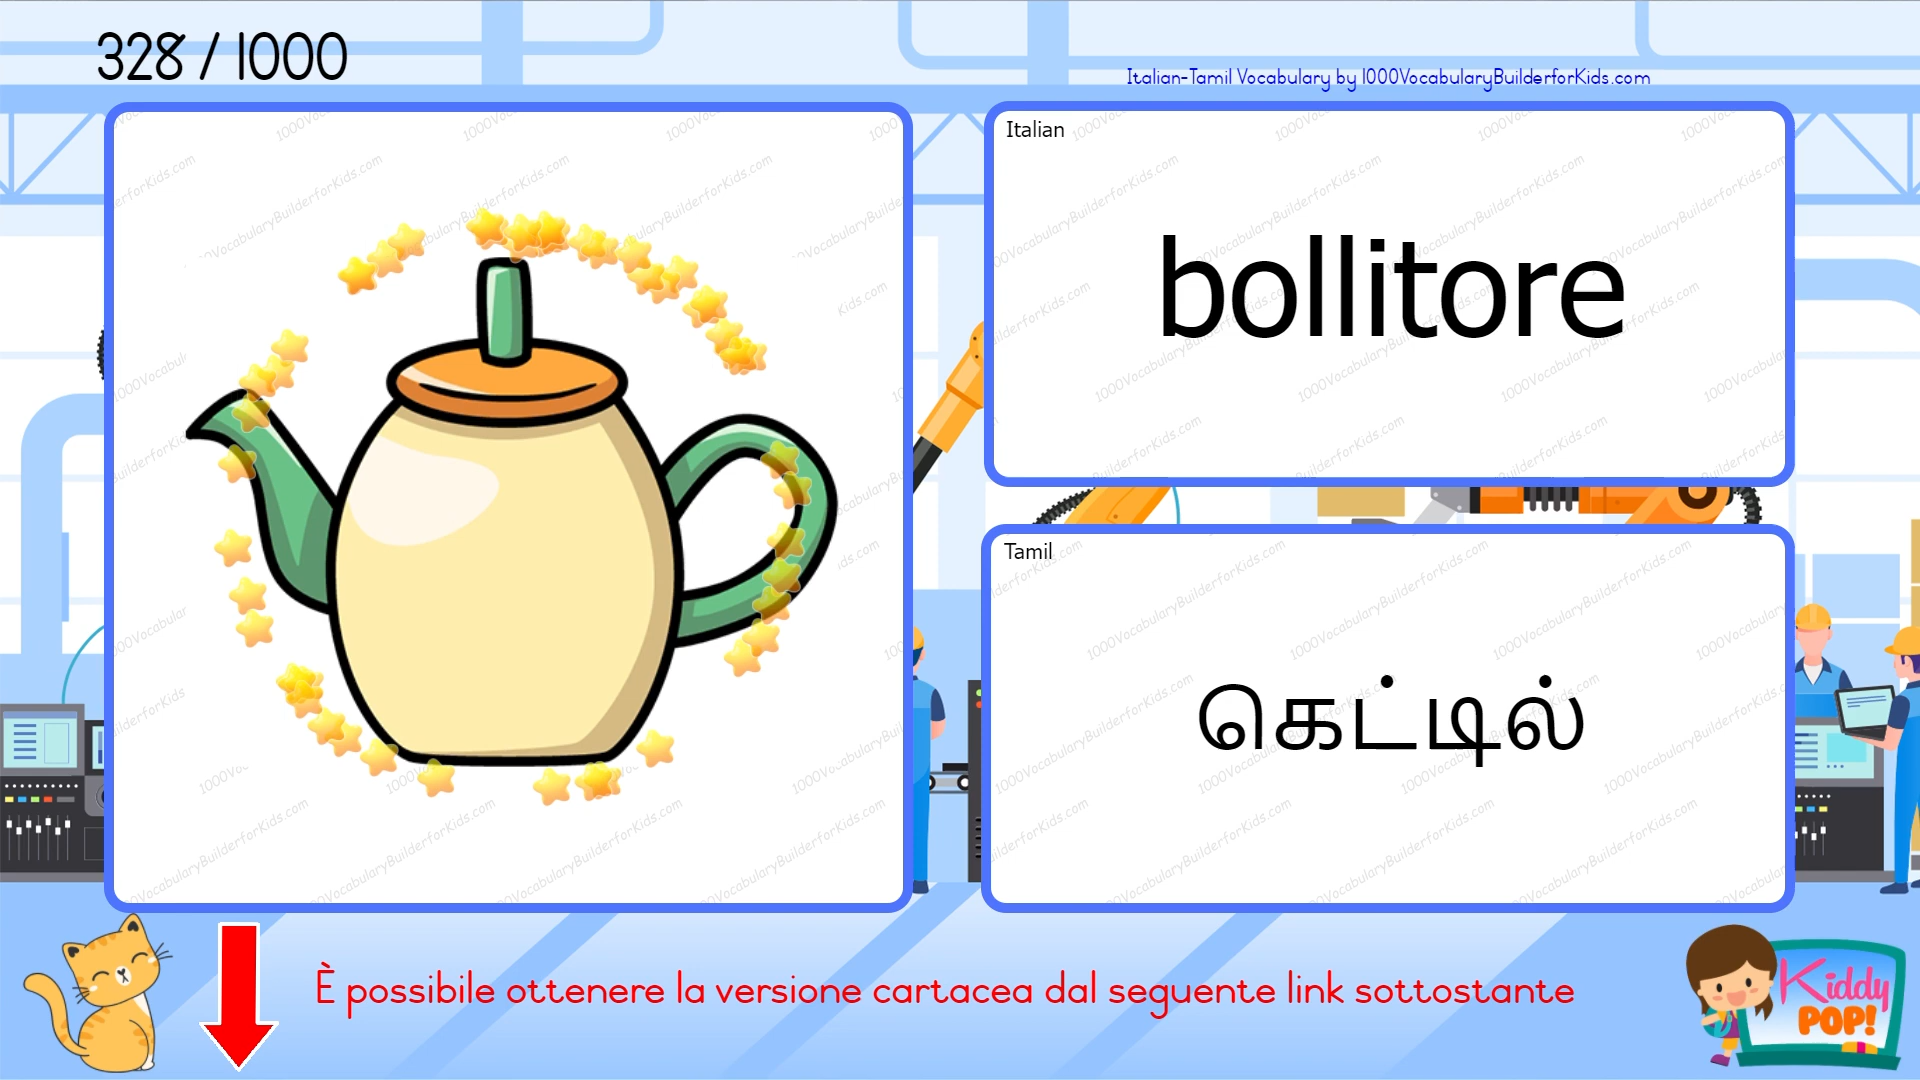 328 / 1000
Italian-Tamil Vocabulary by 1000VocabularyBuilderforKids.com
Italian
bollitore
Tamil
கெட்டில்
È possibile ottenere la versione cartacea dal seguente link sottostante
Kiddy
POP!